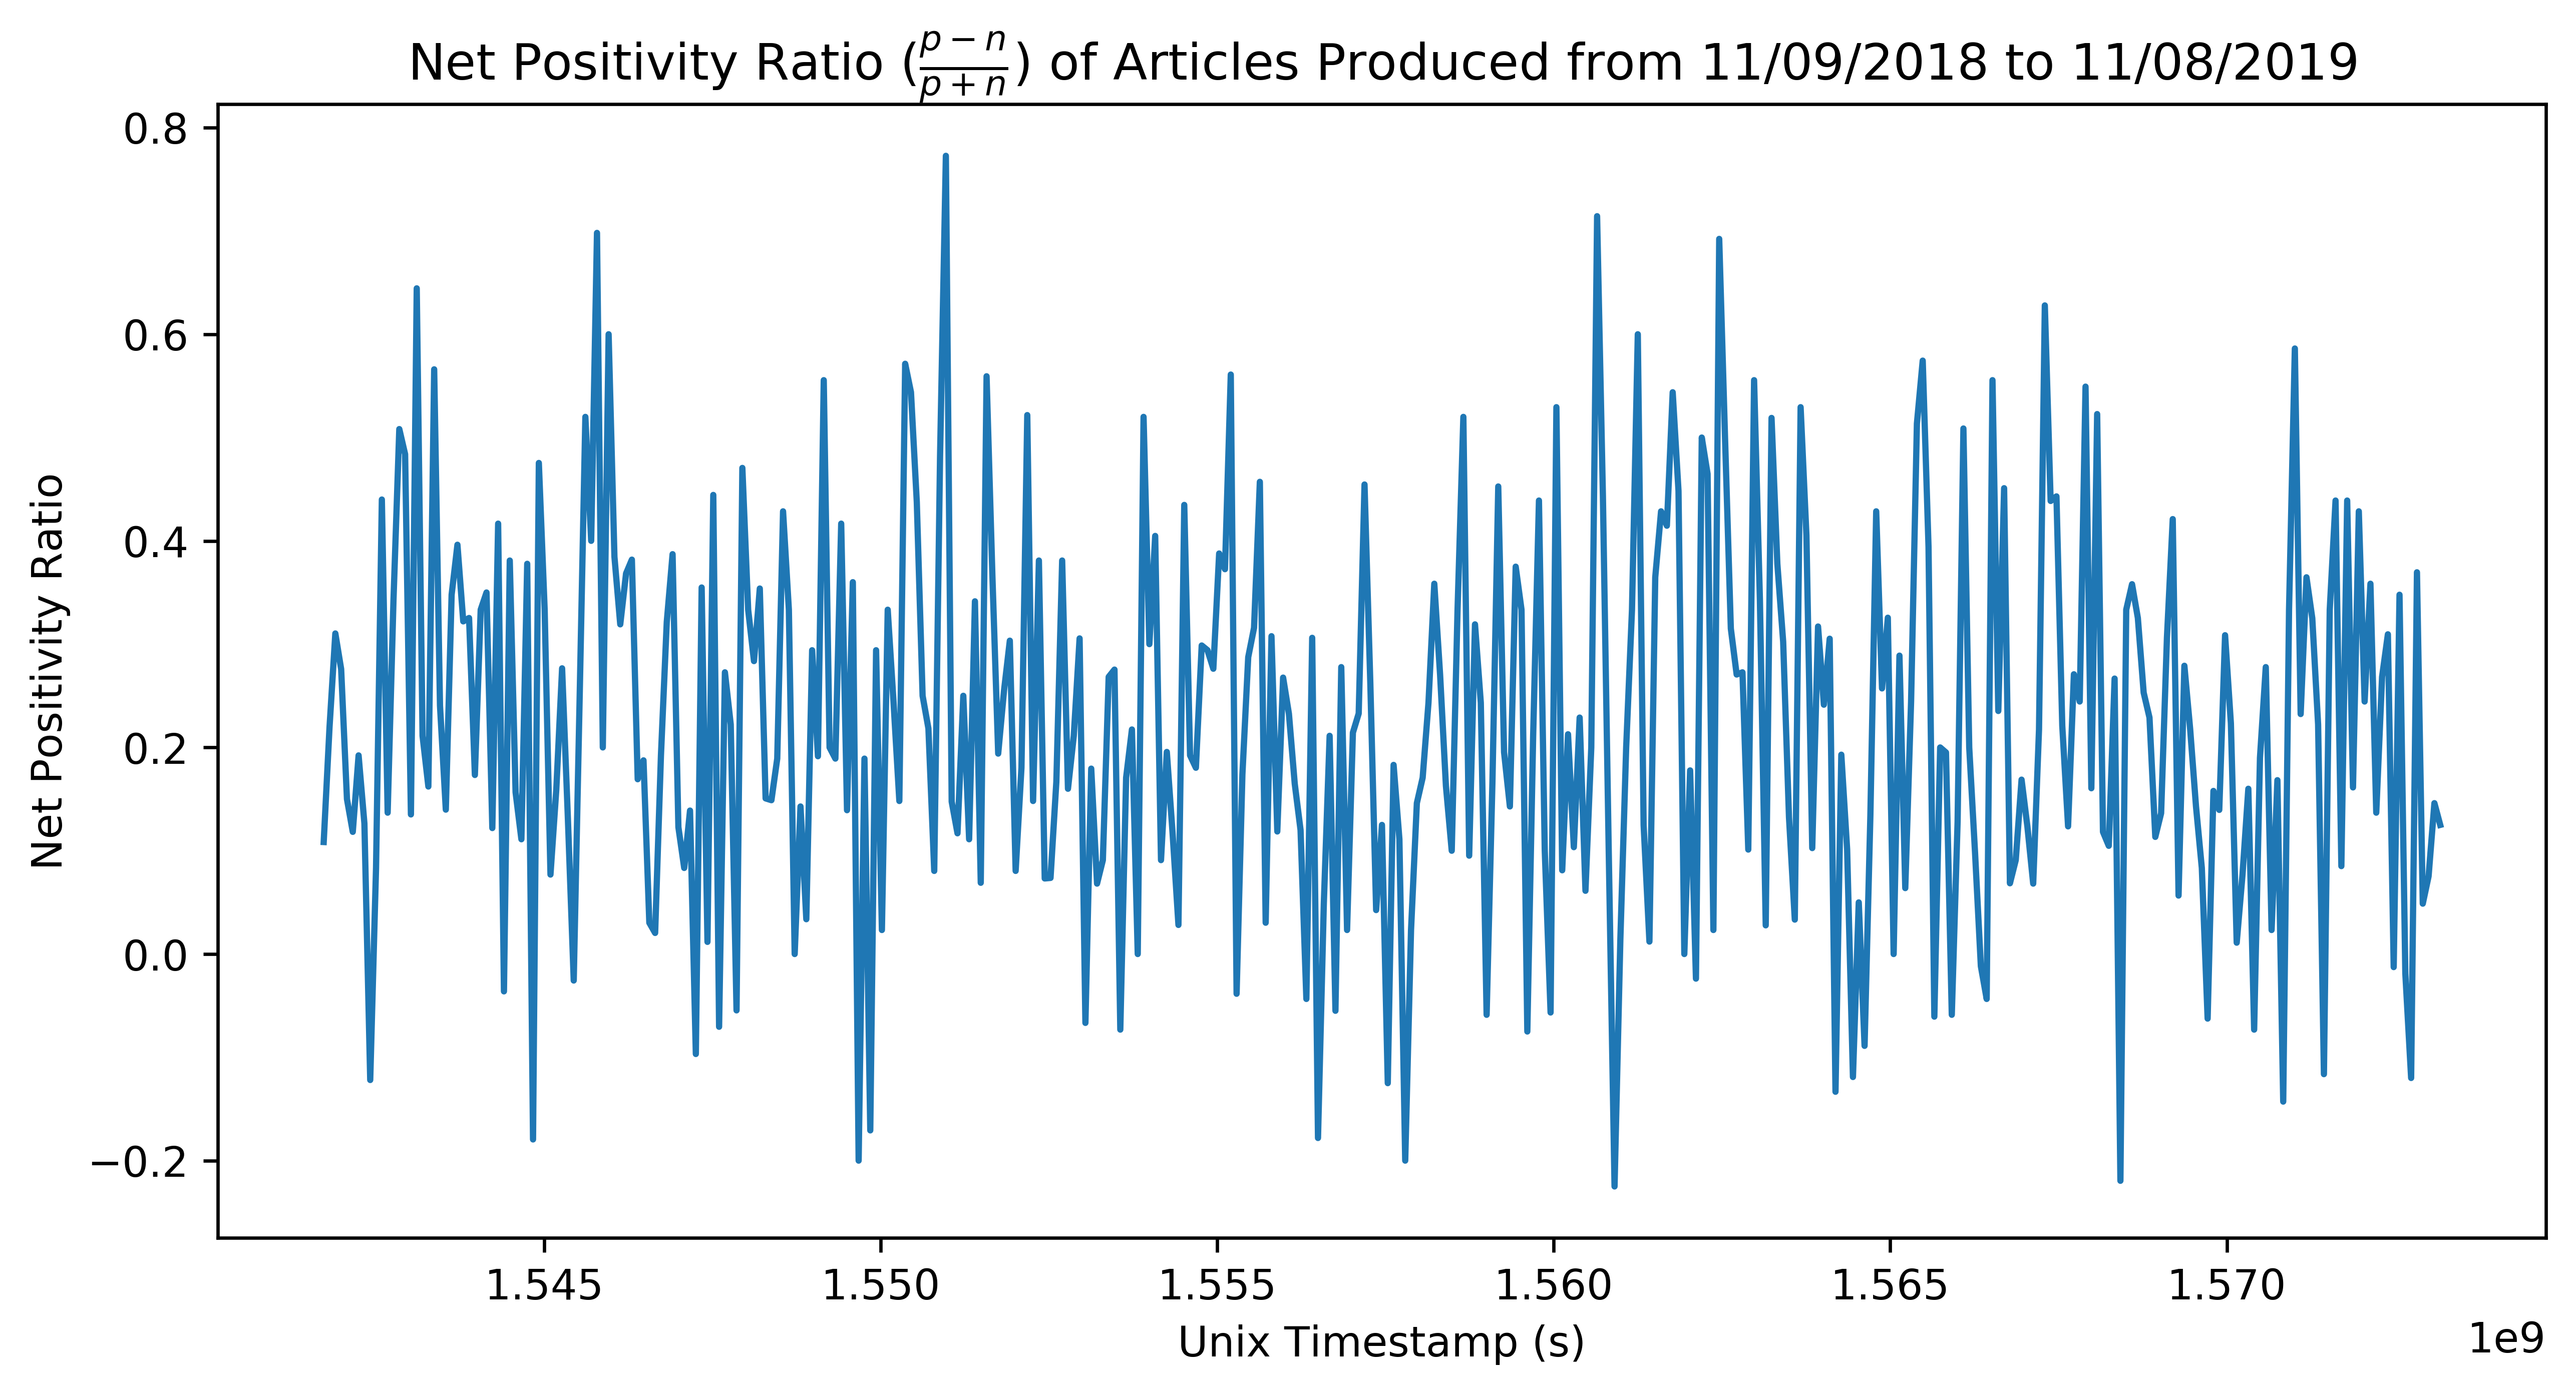 Net Positivity Ratio (\frac{p-n}{p+n}) of Articles Produced from 11/09/2018 to 11/08/2019
0.8
0.6
0.4
0.2
0.0
−0.2
Net Positivity Ratio
1.545 1.550 1.555 1.560 1.565 1.570
1e9
Unix Timestamp (s)